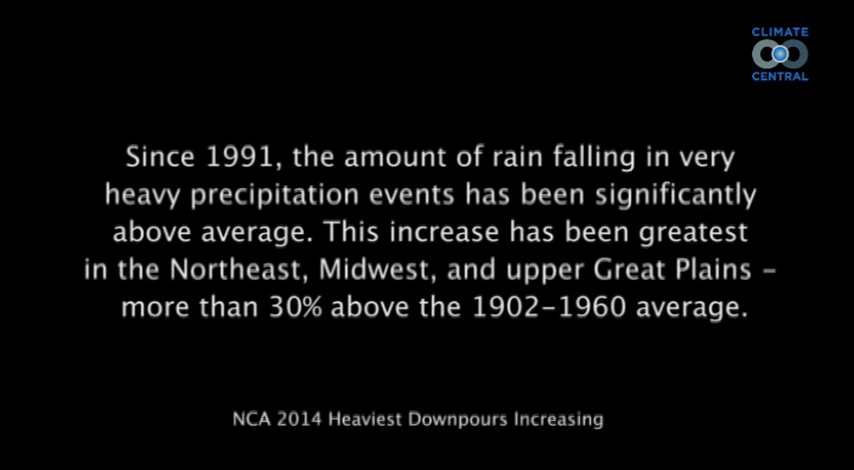 CLIMATE
CENTRAL
Since 1991, the amount of rain falling in very
heavy precipitation events has been significantly
above average. This increase has been greatest
in the Northeast, Midwest, and upper Great Plains –
more than 30% above the 1902–1960 average.
NCA 2014 Heaviest Downpours Increasing